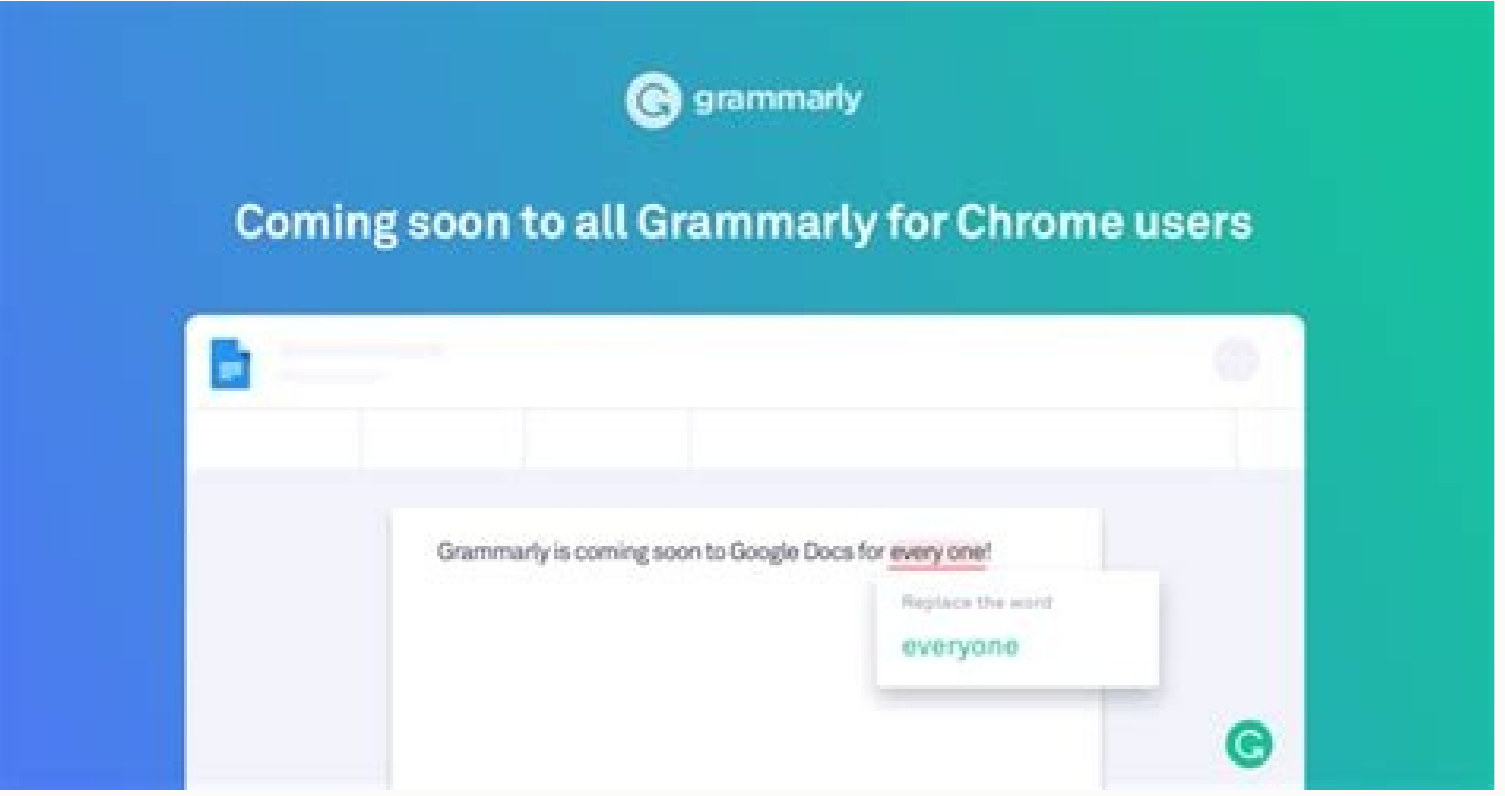 grammarly
Coming soon to all Grammarly for Chrome users
Grammarly is coming soon to Google Docs for every one!
Replace the word
everyone